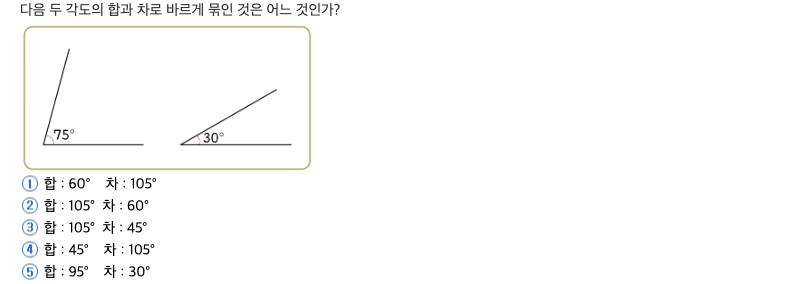 다음 두 각도의 합과 차로 바르게 묶인 것은 어느 것인가?
75° 30°
① 합 : 60° 차 : 105°
② 합 : 105° 차 : 60°
③ 합 : 105° 차 : 45°
④ 합 : 45° 차 : 105°
⑤ 합 : 95° 차 : 30°